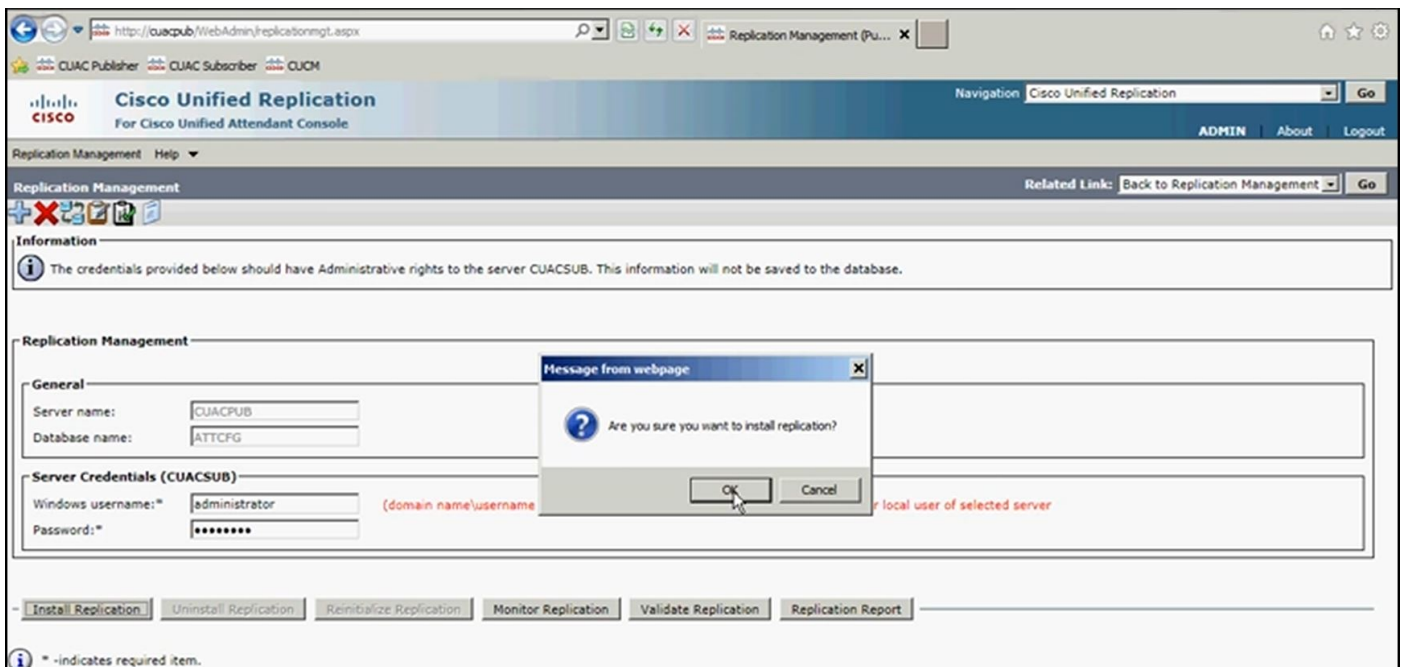 http://cuacpub/WebAdmin/replicationmgt.aspx
Replication Management (Pu...
CUAC Publisher CUAC Subscriber CUCM
CISCO
Cisco Unified Replication
For Cisco Unified Attendant Console
Navigation Cisco Unified Replication Go
ADMIN About Logout
Replication Management Help
Replication Management
Related Link: Back to Replication Management Go
Information
The credentials provided below should have Administrative rights to the server CUACSUB. This information will not be saved to the database.
Replication Management
General
Server name: CUACPUB
Database name: ATTCFG
Server Credentials (CUACSUB)
Windows username:* administrator (domain name\username
r local user of selected server
Password:* ••••••••
Message from webpage
Are you sure you want to install replication?
OK Cancel
Install Replication Uninstall Replication Reinitialize Replication Monitor Replication Validate Replication Replication Report
* -indicates required item.